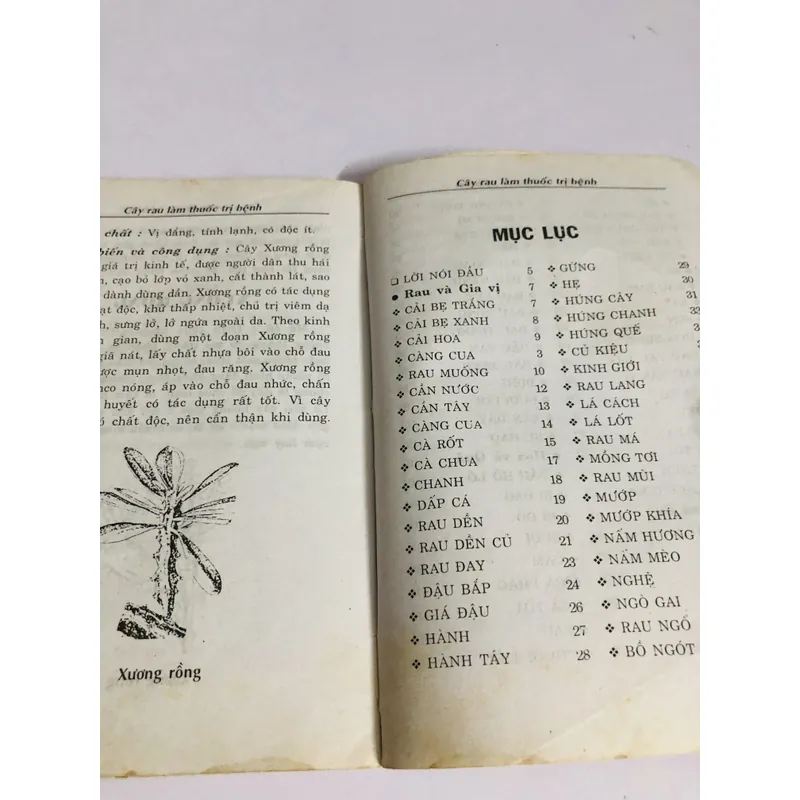 Cây rau làm thuốc trị bệnh
chất : Vị đắng, tính lạnh, có độc ít.
biến và công dụng : Cây Xương rồng
giá trị kinh tế, được người dân thu hái
cạo bỏ lớp vỏ xanh, cắt thành lát, sao
dành dùng dần. Xương rồng có tác dụng
độc, khử thấp nhiệt, chủ trị viêm dạ
sưng lở, lở ngứa ngoài da. Theo kinh
gian, dùng một đoạn Xương rồng
giã nát, lấy chất nhựa bôi vào chỗ đau
mụn nhọt, đau răng. Xương rồng
nóng, áp vào chỗ đau nhức, chấn
huyết có tác dụng rất tốt. Vì cây
chất độc, nên cẩn thận khi dùng.
Xương rồng
Cây rau làm thuốc trị bệnh
MỤC LỤC
❏ LỜI NÓI ĐẦU 5
● Rau và Gia vị 7
❖ CẢI BẸ TRẮNG 7
❖ CẢI BẸ XANH 8
❖ CẢI HOA 9
❖ CÀNG CUA 3
❖ RAU MUỐNG 10
❖ CẦN NƯỚC 12
❖ CẦN TÂY 13
❖ CÀNG CUA 14
❖ CÀ RỐT 15
❖ CÀ CHUA 17
❖ CHANH 18
❖ DẤP CÁ 19
❖ RAU DỀN 20
❖ RAU DỀN CỦ 21
❖ RAU ĐAY 23
❖ ĐẬU BẮP 24
❖ GIÁ ĐẬU 26
❖ HÀNH 27
❖ HÀNH TÂY 28
❖ GỪNG 29
❖ HẸ 30
❖ HÚNG CÂY 31
❖ HÚNG CHANH
❖ HÚNG QUẾ
❖ CỦ KIỆU
❖ KINH GIỚI
❖ RAU LANG
❖ LÁ CÁCH
❖ LÁ LỐT
❖ RAU MÁ
❖ MỒNG TƠI
❖ RAU MÙI
❖ MƯỚP
❖ MƯỚP KHÍA
❖ NẤM HƯƠNG
❖ NẤM MÈO
❖ NGHỆ
❖ NGÒ GAI
❖ RAU NGỔ
❖ BỒ NGÓT